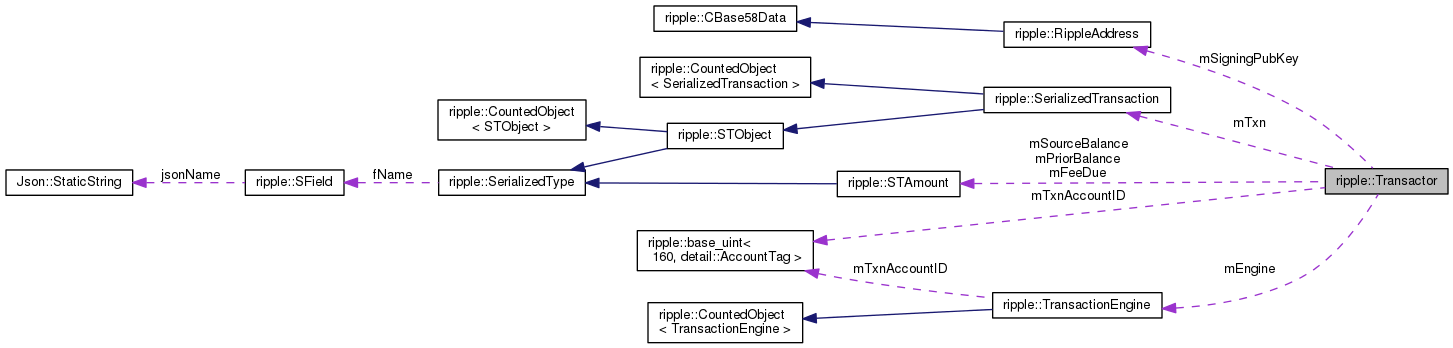 ripple::CBase58Data
ripple::RippleAddress
mSigningPubKey
ripple::CountedObject
< SerializedTransaction >
ripple::SerializedTransaction
mTxn
ripple::CountedObject
< STObject >
ripple::STObject
mSourceBalance
mPriorBalance
mFeeDue
Json::StaticString
jsonName
ripple::SField
fName
ripple::SerializedType
ripple::STAmount
ripple::Transactor
mTxnAccountID
ripple::base_uint<
160, detail::AccountTag >
mTxnAccountID
mEngine
ripple::TransactionEngine
ripple::CountedObject
< TransactionEngine >